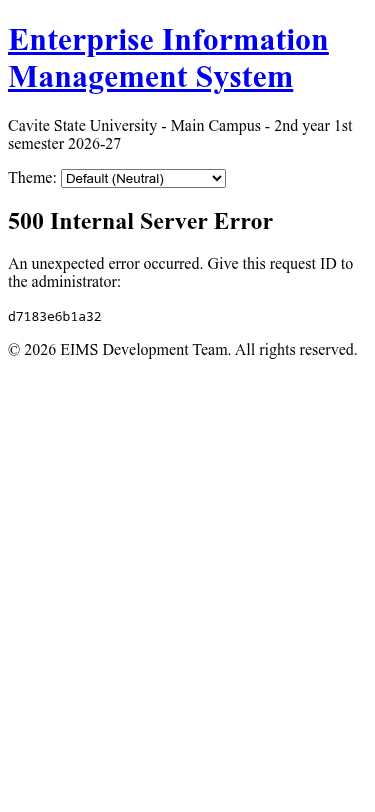 Enterprise Information
Management System
Cavite State University - Main Campus - 2nd year 1st
semester 2026-27
Theme: Default (Neutral)
500 Internal Server Error
An unexpected error occurred. Give this request ID to
the administrator:
d7183e6b1a32
© 2026 EIMS Development Team. All rights reserved.